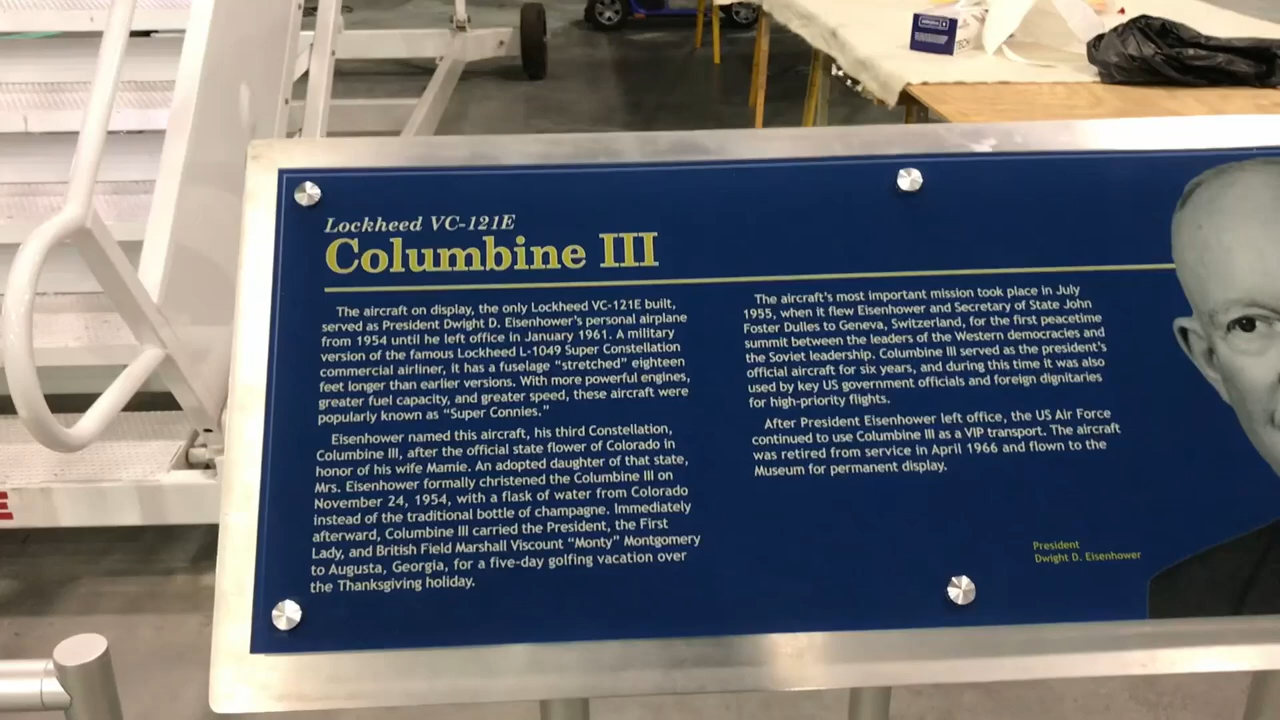 Lockheed VC-121E
Columbine III
The aircraft on display, the only Lockheed VC-121E built,
served as President Dwight D. Eisenhower's personal airplane
from 1954 until he left office in January 1961. A military
version of the famous Lockheed L-1049 Super Constellation
commercial airliner, it has a fuselage “stretched” eighteen
feet longer than earlier versions. With more powerful engines,
greater fuel capacity, and greater speed, these aircraft were
popularly known as “Super Connies.”
Eisenhower named this aircraft, his third Constellation,
Columbine III, after the official state flower of Colorado in
honor of his wife Mamie. An adopted daughter of that state,
Mrs. Eisenhower formally christened the Columbine III on
November 24, 1954, with a flask of water from Colorado
instead of the traditional bottle of champagne. Immediately
afterward, Columbine III carried the President, the First
Lady, and British Field Marshall Viscount “Monty” Montgomery
to Augusta, Georgia, for a five-day golfing vacation over
the Thanksgiving holiday.
The aircraft's most important mission took place in July
1955, when it flew Eisenhower and Secretary of State John
Foster Dulles to Geneva, Switzerland, for the first peacetime
summit between the leaders of the Western democracies and
the Soviet leadership. Columbine III served as the president's
official aircraft for six years, and during this time it was also
used by key US government officials and foreign dignitaries
for high-priority flights.
After President Eisenhower left office, the US Air Force
continued to use Columbine III as a VIP transport. The aircraft
was retired from service in April 1966 and flown to the
Museum for permanent display.
President
Dwight D. Eisenhower